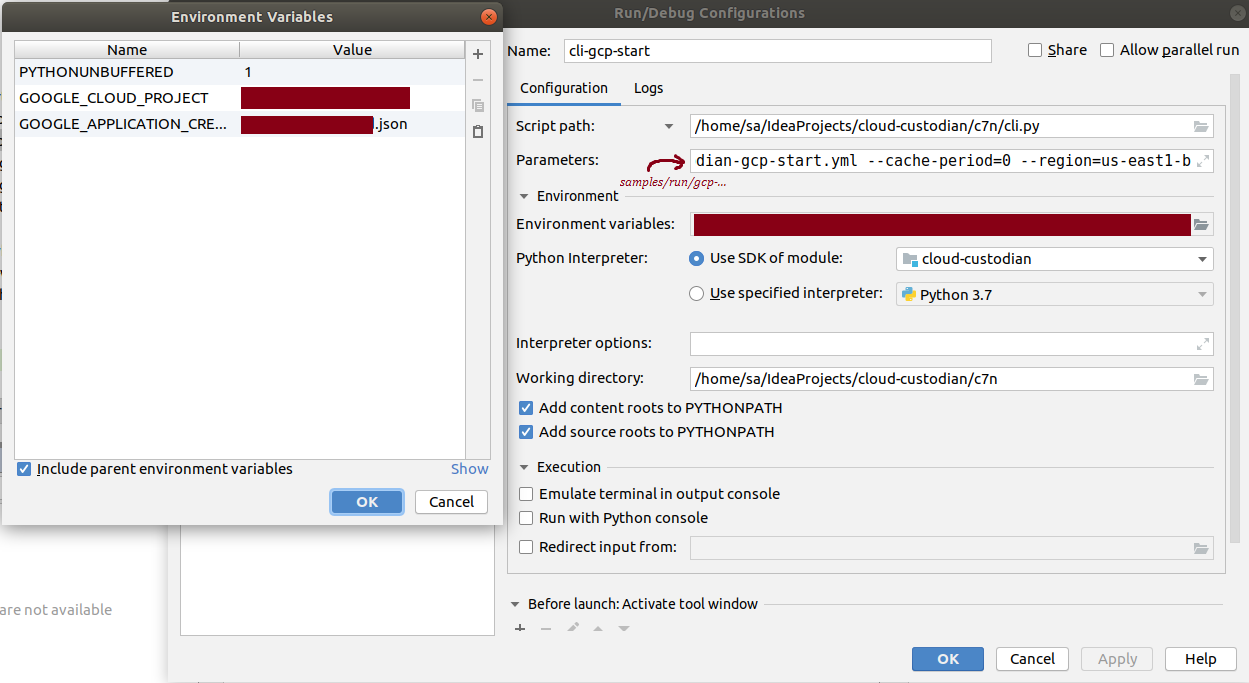 Environment Variables
Name Value
PYTHONUNBUFFERED 1
GOOGLE_CLOUD_PROJECT
GOOGLE_APPLICATION_CRE... .json
Include parent environment variables Show
OK Cancel
are not available
Run/Debug Configurations
Name: cli-gcp-start Share Allow parallel run
Configuration Logs
Script path: /home/sa/IdeaProjects/cloud-custodian/c7n/cli.py
Parameters: dian-gcp-start.yml --cache-period=0 --region=us-east1-b
samples/run/gcp-...
Environment
Environment variables:
Python Interpreter: Use SDK of module: cloud-custodian
Use specified interpreter: Python 3.7
Interpreter options:
Working directory: /home/sa/IdeaProjects/cloud-custodian/c7n
Add content roots to PYTHONPATH
Add source roots to PYTHONPATH
Execution
Emulate terminal in output console
Run with Python console
Redirect input from:
Before launch: Activate tool window
OK Cancel Apply Help